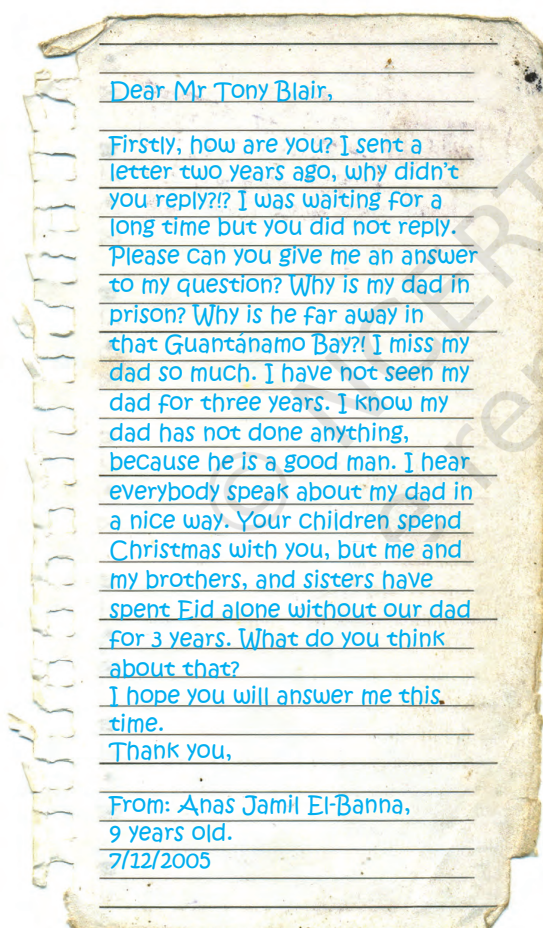 Dear Mr Tony Blair,
Firstly, how are you? I sent a
letter two years ago, why didn't
you reply?!? I was waiting for a
long time but you did not reply.
Please can you give me an answer
to my question? Why is my dad in
prison? Why is he far away in
that Guantánamo Bay?! I miss my
dad so much. I have not seen my
dad for three years. I know my
dad has not done anything,
because he is a good man. I hear
everybody speak about my dad in
a nice way. Your children spend
Christmas with you, but me and
my brothers, and sisters have
spent Eid alone without our dad
for 3 years. What do you think
about that?
I hope you will answer me this
time.
Thank you,
From: Anas Jamil El-Banna,
9 years old.
7/12/2005
© NCERT